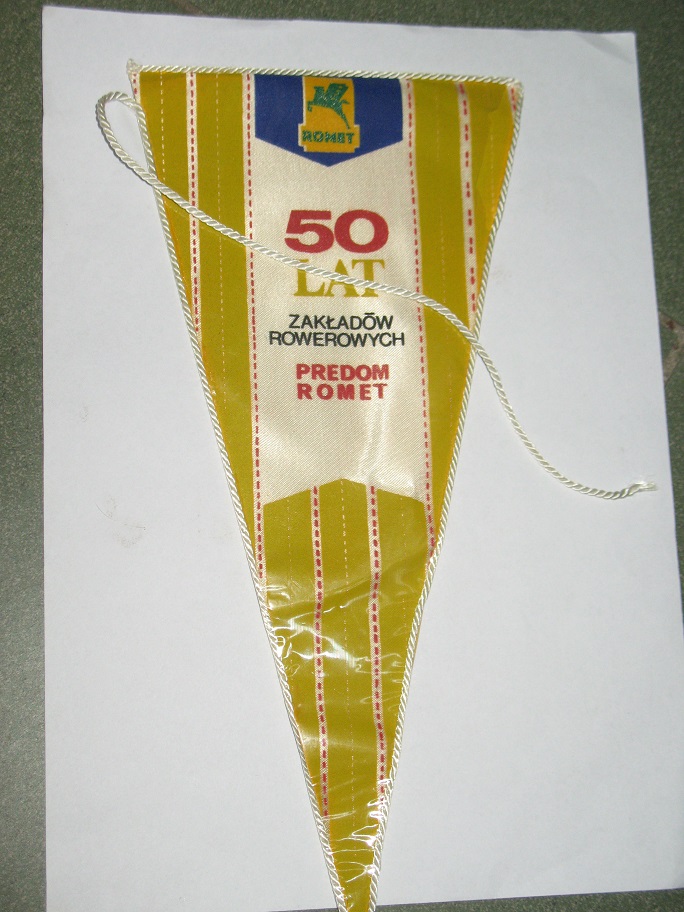 ROMET
50
LAT
ZAKŁADÓW
ROWEROWYCH
PREDOM
ROMET